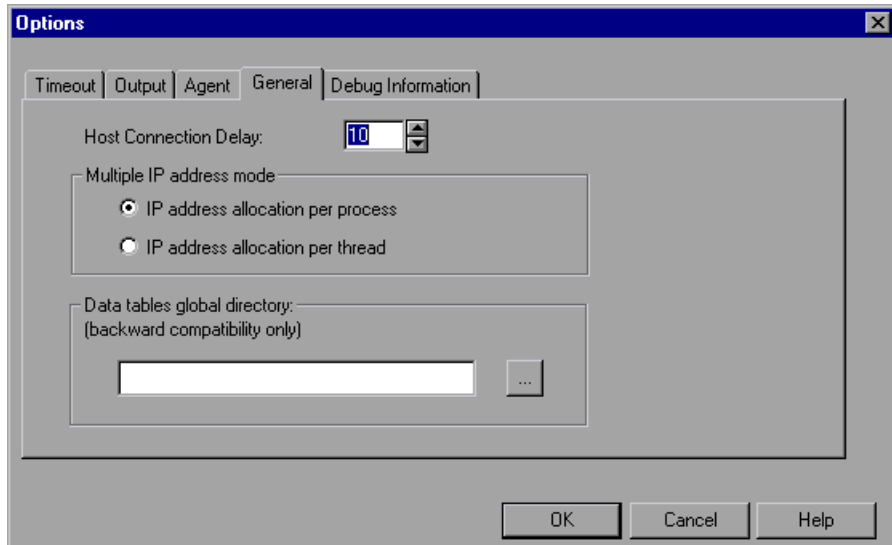 Options
Timeout Output Agent General Debug Information
Host Connection Delay: 10
Multiple IP address mode
IP address allocation per process
IP address allocation per thread
Data tables global directory:
(backward compatibility only)
...
OK Cancel Help